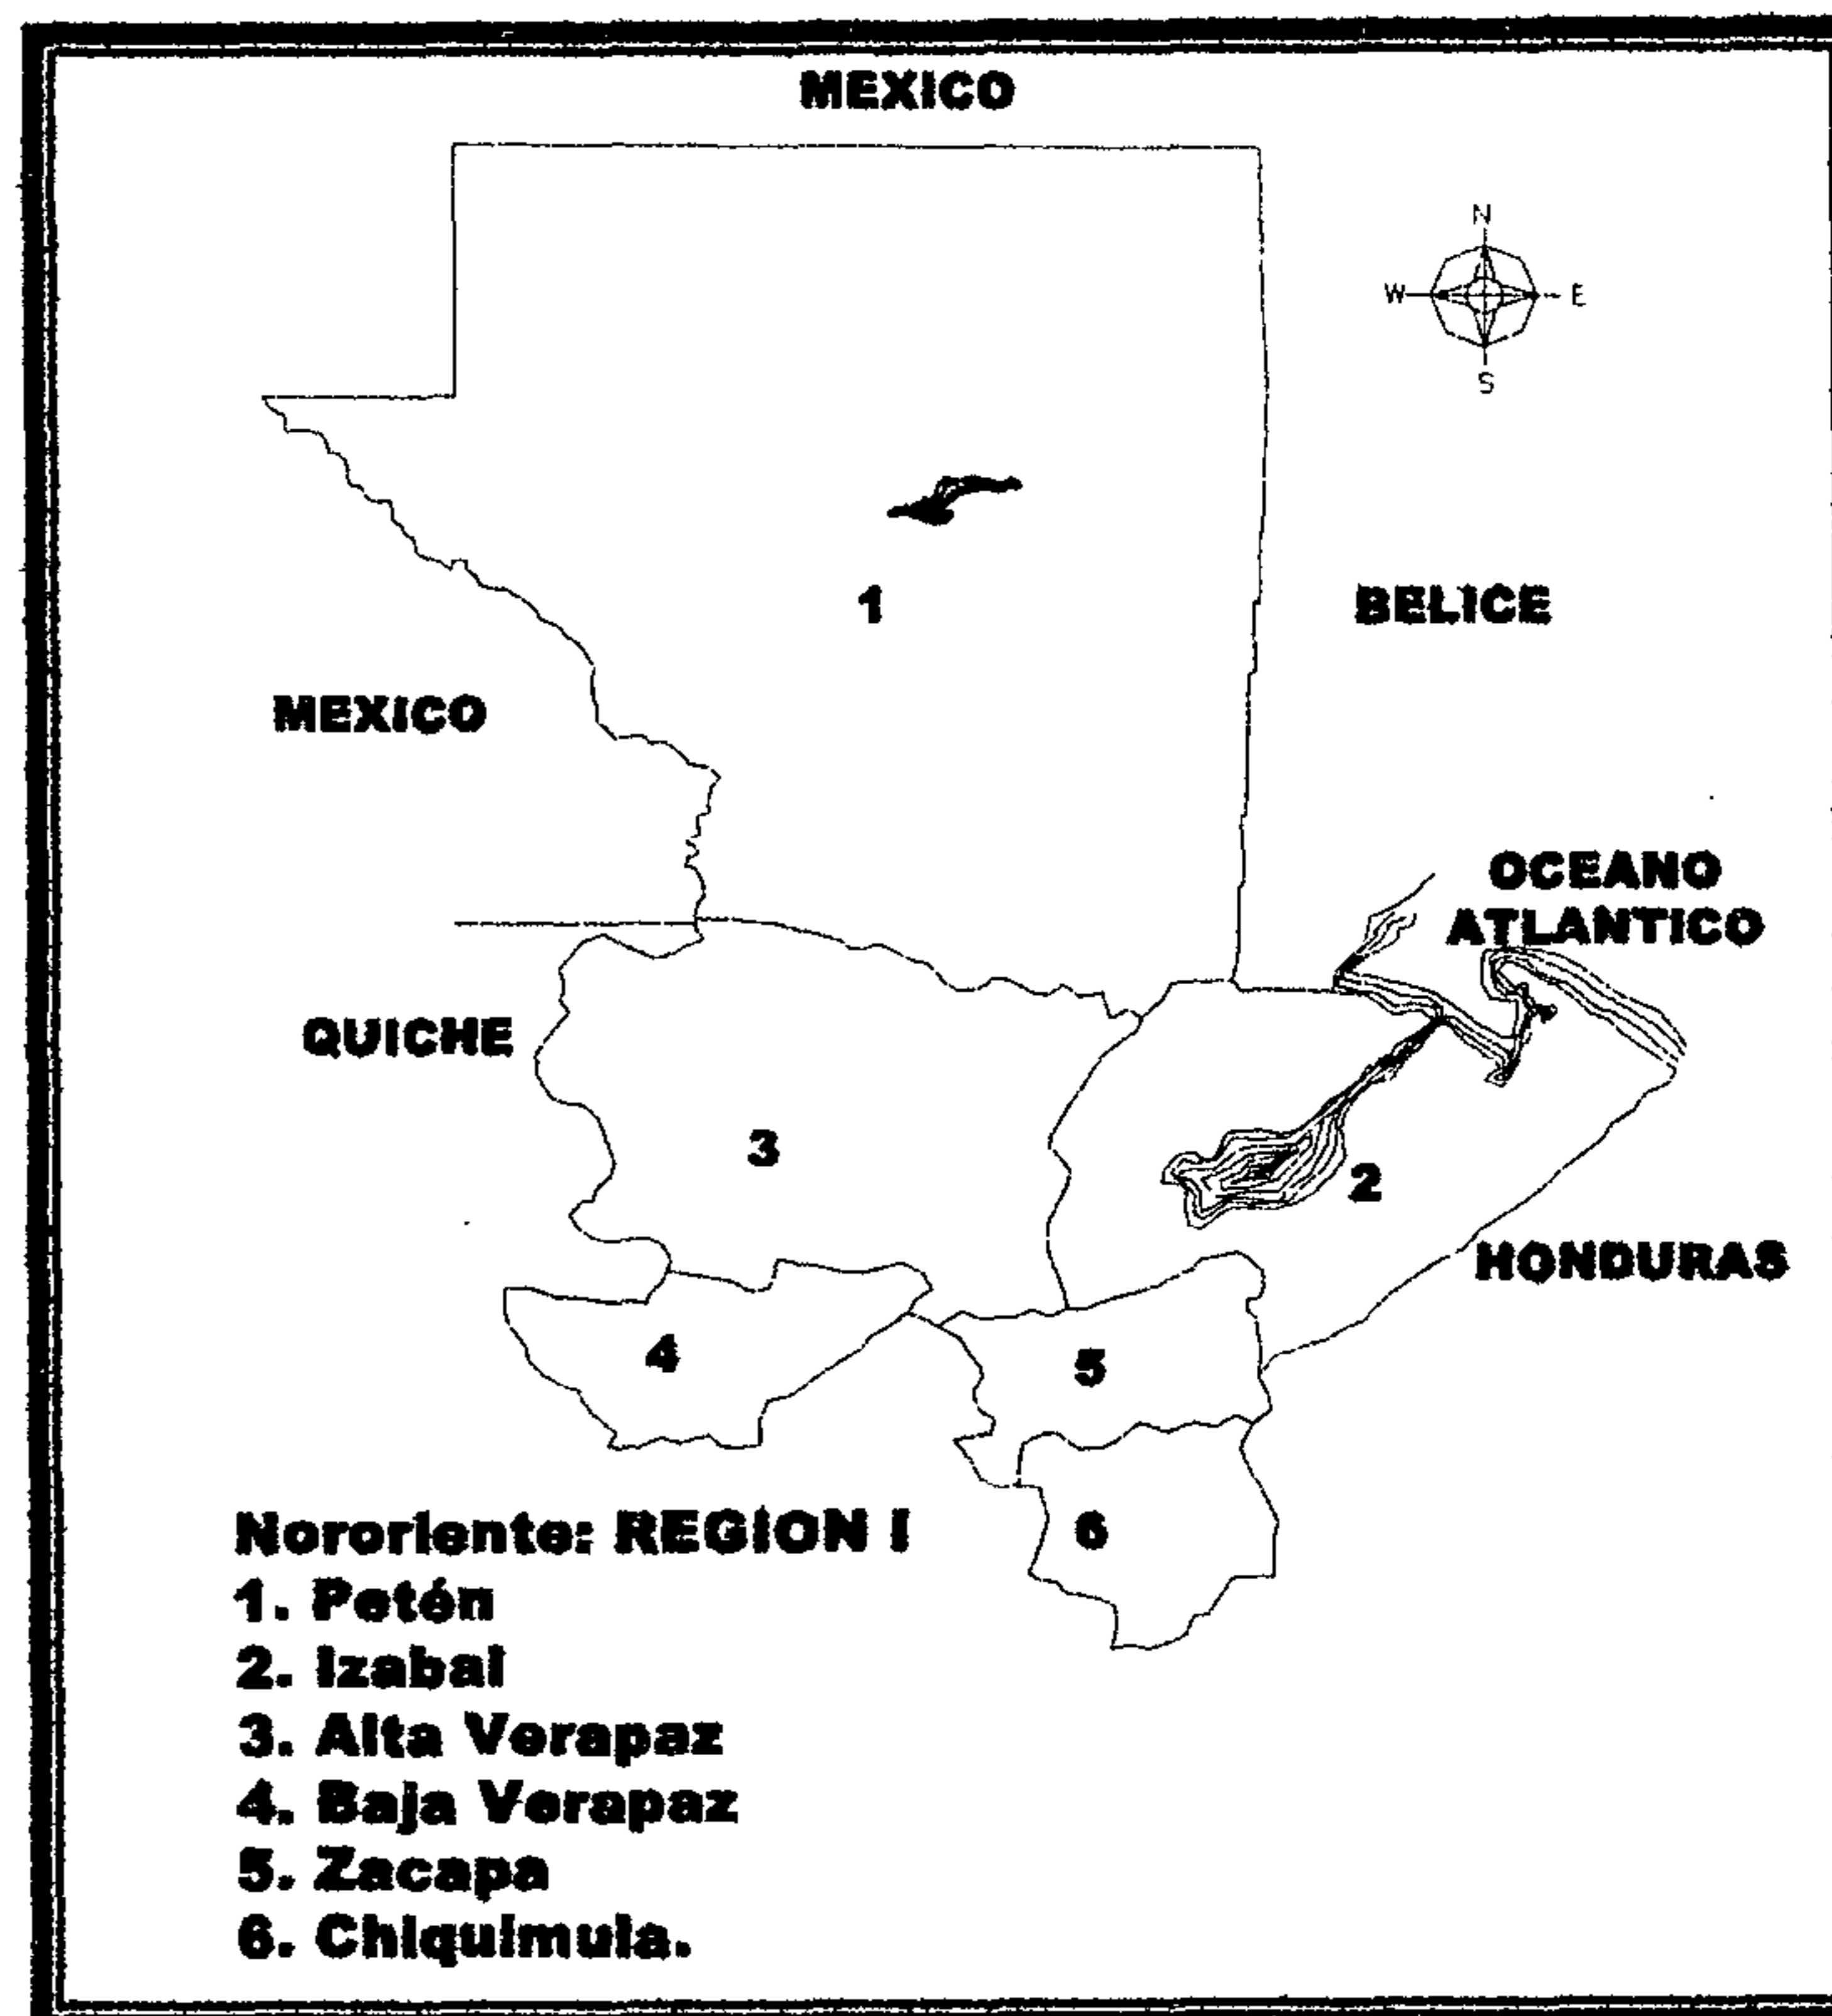 MEXICO
N
W E
S
1
BELICE
MEXICO
OCEANO
ATLANTICO
QUICHE
3
2
HONDURAS
4
5
6
Nororiente: REGION I
1. Petén
2. Izabal
3. Alta Verapaz
4. Baja Verapaz
5. Zacapa
6. Chiquimula.